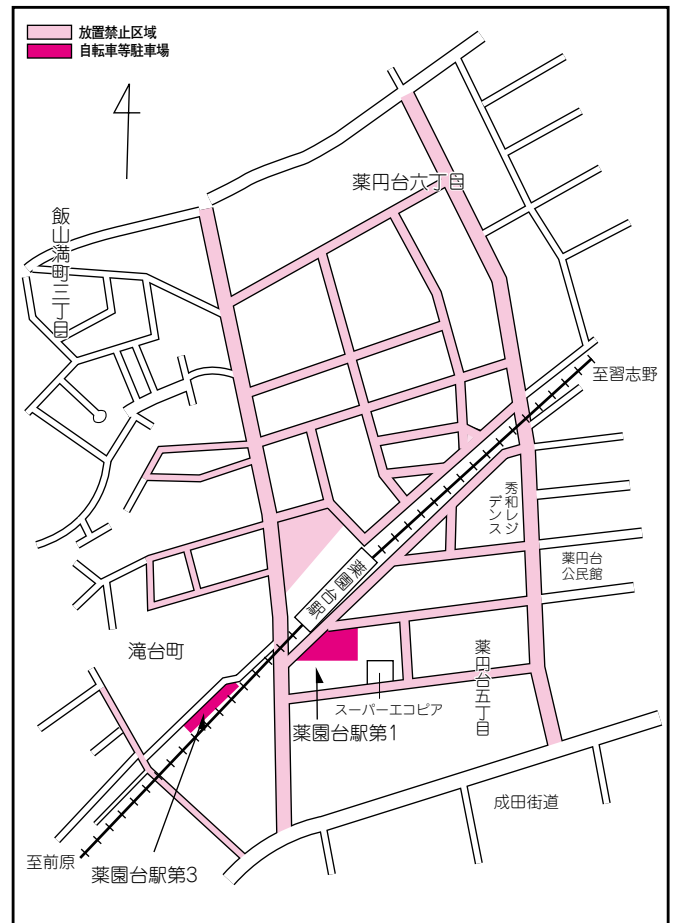 放置禁止区域
自転車等駐車場
薬円台六丁目
飯山満町三丁目
至習志野
秀和レジ
デンス
薬円台
公民館
薬園台駅
滝台町
薬円台五丁目
スーパーエコピア
薬園台駅第1
成田街道
至前原
薬園台駅第3